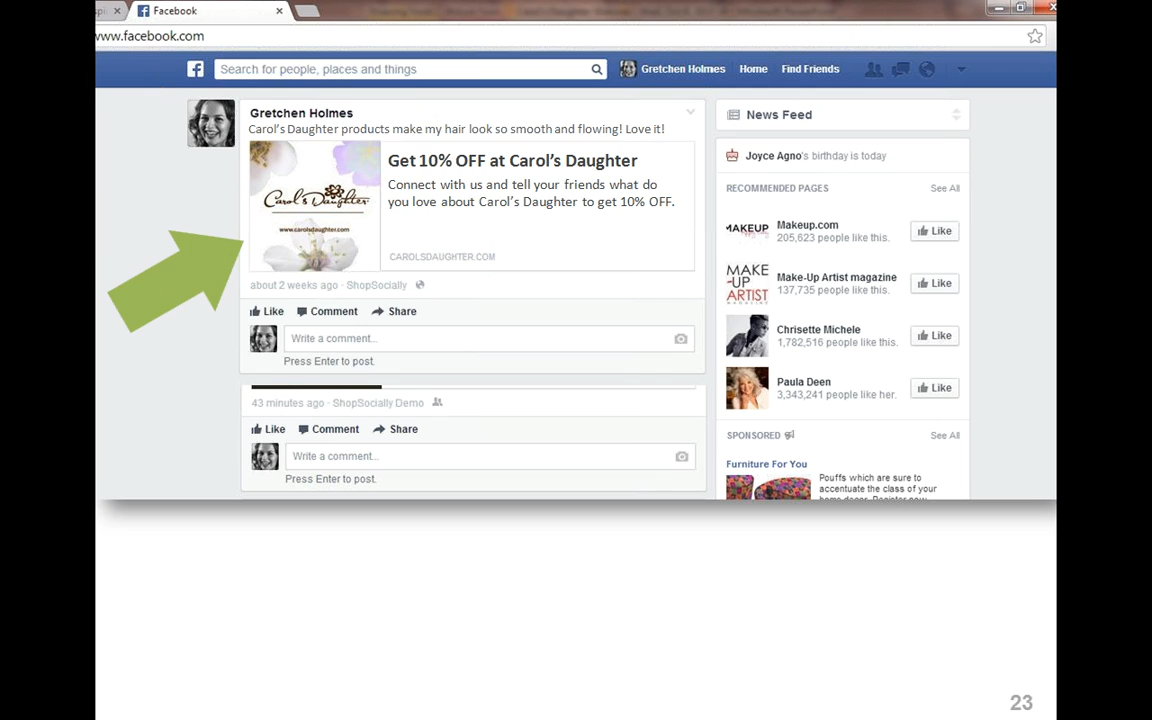 Facebook
www.facebook.com
Search for people, places and things
Gretchen Holmes Home Find Friends
Gretchen Holmes
Carol's Daughter products make my hair look so smooth and flowing! Love it!
Carol's Daughter
www.carolsdaughter.com
Get 10% OFF at Carol's Daughter
Connect with us and tell your friends what do
you love about Carol's Daughter to get 10% OFF.
CAROLSDAUGHTER.COM
about 2 weeks ago · ShopSocially
Like Comment Share
Write a comment...
Press Enter to post.
43 minutes ago · ShopSocially Demo
Like Comment Share
Write a comment...
Press Enter to post.
News Feed
Joyce Agno's birthday is today
RECOMMENDED PAGES See All
MAKEUP
Makeup.com
205,623 people like this.
Like
MAKE
-UP
ARTIST
MAGAZINE
Make-Up Artist magazine
137,735 people like this.
Like
Chrisette Michele
1,782,516 people like this.
Like
Paula Deen
3,343,241 people like her.
Like
SPONSORED See All
Furniture For You
Pouffs which are sure to
accentuate the class of your
home decor. Register now
23